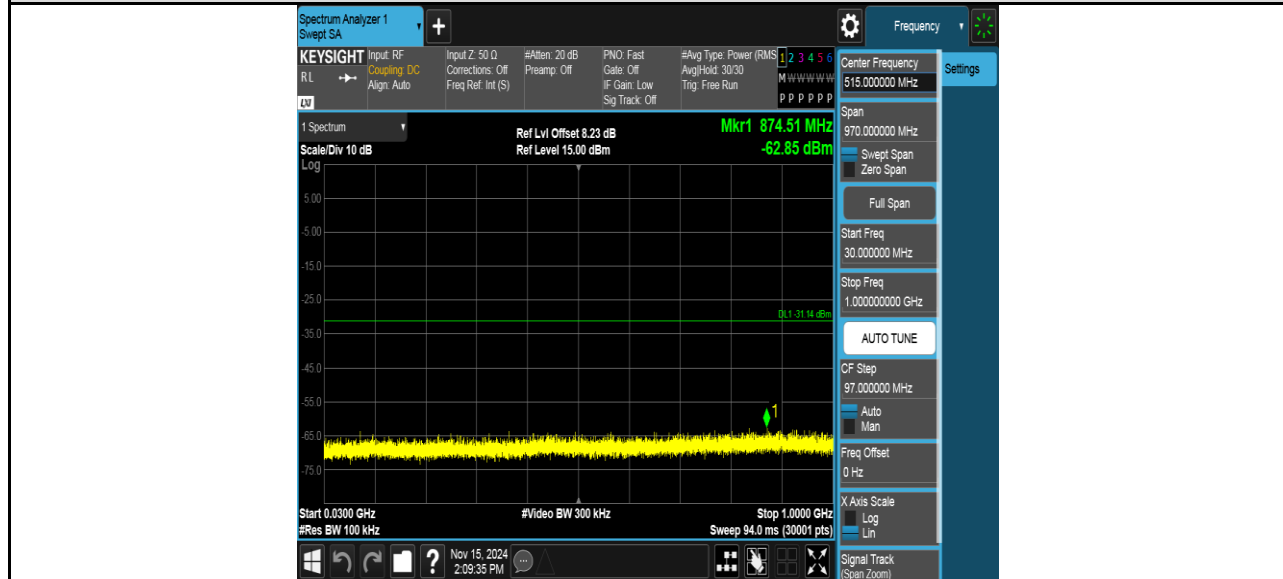 Spectrum Analyzer 1
Swept SA
+
Frequency
KEYSIGHT
RL
LXI
Input: RF
Coupling: DC
Align: Auto
Input Z: 50 Ω
Corrections: Off
Freq Ref: Int (S)
#Atten: 20 dB
Preamp: Off
PNO: Fast
Gate: Off
IF Gain: Low
Sig Track: Off
#Avg Type: Power (RMS
Avg|Hold: 30/30
Trig: Free Run
1 2 3 4 5 6
M W W W W W
P P P P P P
1 Spectrum
Scale/Div 10 dB
Log
Ref Lvl Offset 8.23 dB
Ref Level 15.00 dBm
Mkr1 874.51 MHz
-62.85 dBm
5.00
-5.00
-15.0
-25.0
DL1 -31.14 dBm
-35.0
-45.0
-55.0
1
-65.0
-75.0
Start 0.0300 GHz
#Res BW 100 kHz
#Video BW 300 kHz
Stop 1.0000 GHz
Sweep 94.0 ms (30001 pts)
?
Nov 15, 2024
2:09:35 PM
Center Frequency
515.000000 MHz
Settings
Span
970.000000 MHz
Swept Span
Zero Span
Full Span
Start Freq
30.000000 MHz
Stop Freq
1.000000000 GHz
AUTO TUNE
CF Step
97.000000 MHz
Auto
Man
Freq Offset
0 Hz
X Axis Scale
Log
Lin
Signal Track
(Span Zoom)